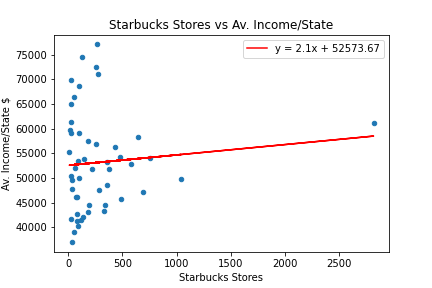 Starbucks Stores vs Av. Income/State
y = 2.1x + 52573.67
75000
70000
65000
60000
55000
50000
45000
40000
Av. Income/State $
0 500 1000 1500 2000 2500
Starbucks Stores